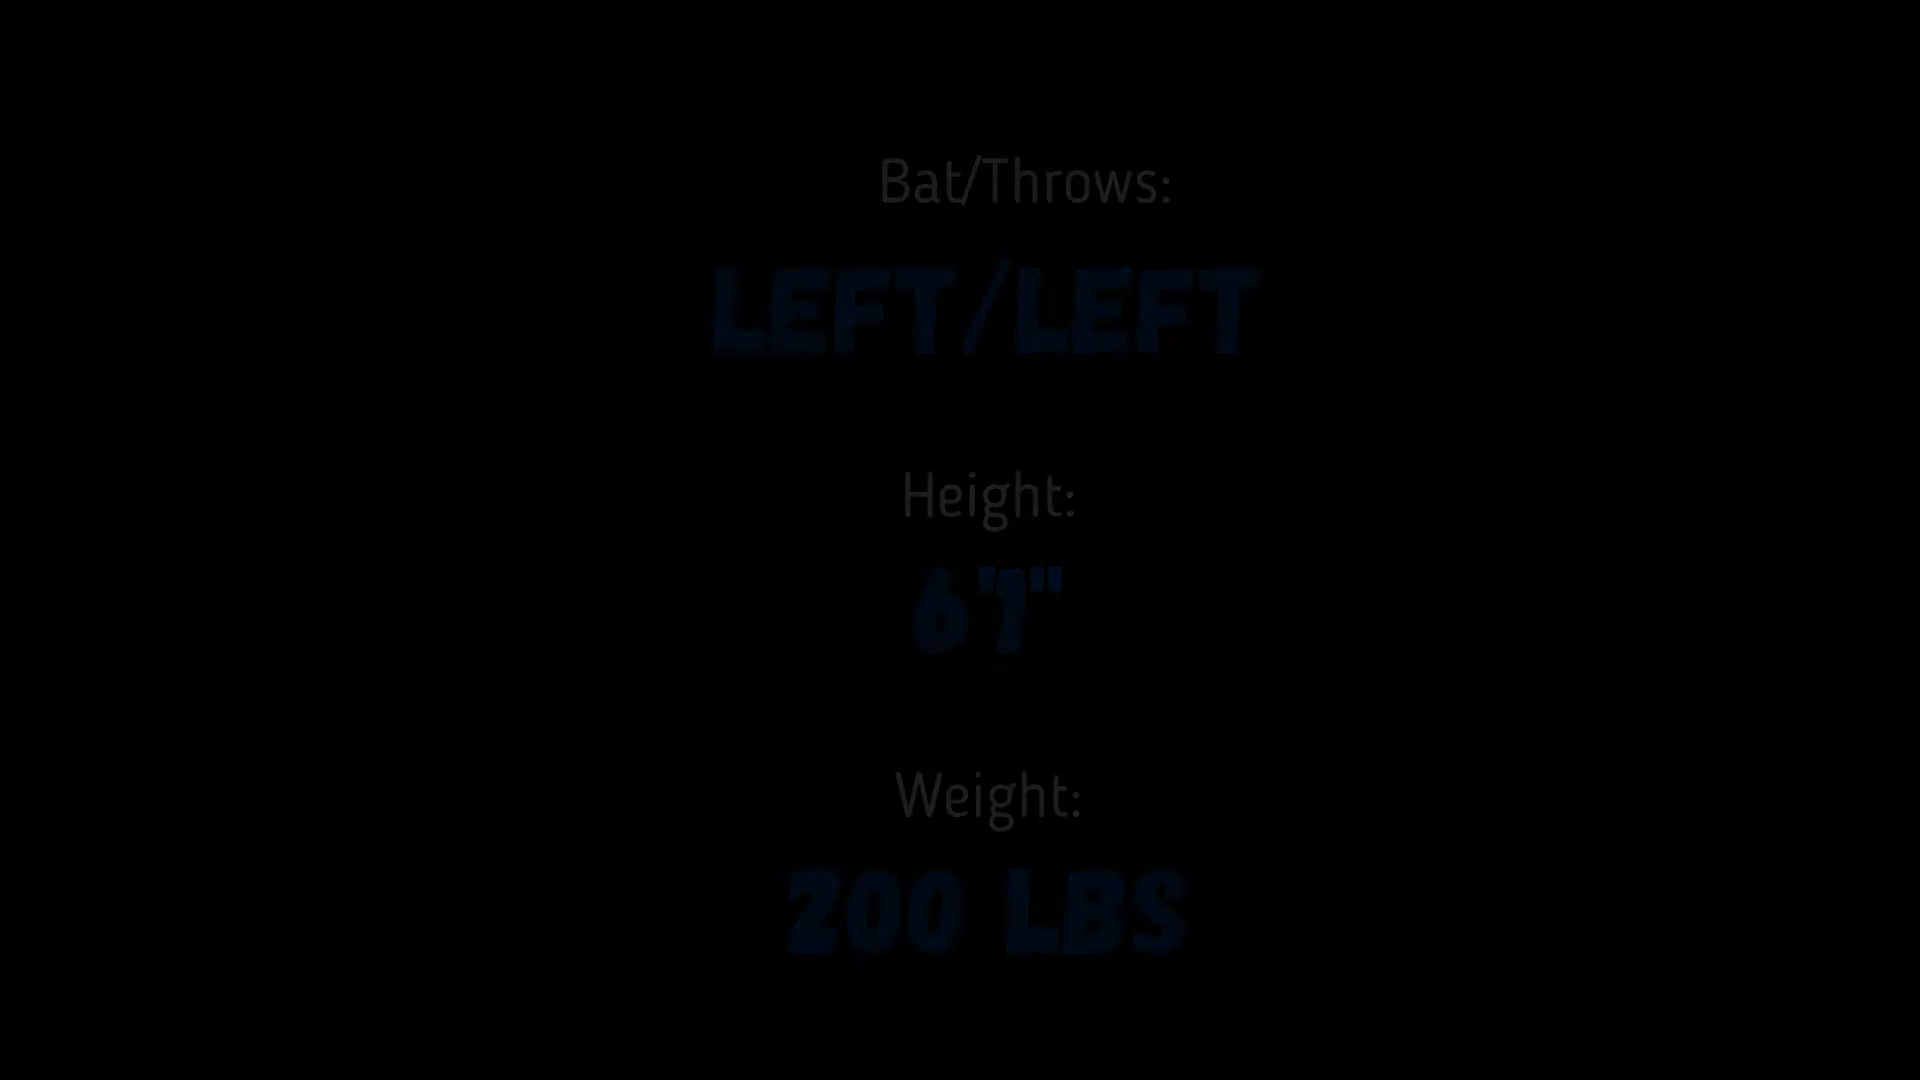 Bat/Throws:
LEFT/LEFT
Height:
6'1"
Weight:
200 LBS